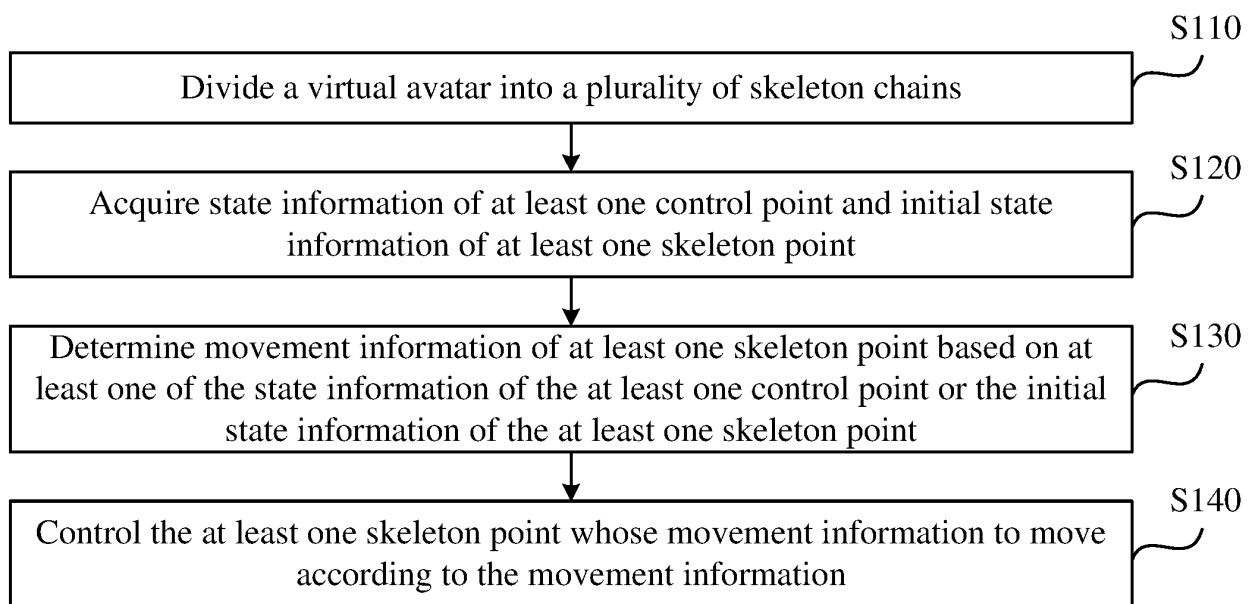 S110
Divide a virtual avatar into a plurality of skeleton chains
S120
Acquire state information of at least one control point and initial state
information of at least one skeleton point
S130
Determine movement information of at least one skeleton point based on at
least one of the state information of the at least one control point or the initial
state information of the at least one skeleton point
S140
Control the at least one skeleton point whose movement information to move
according to the movement information